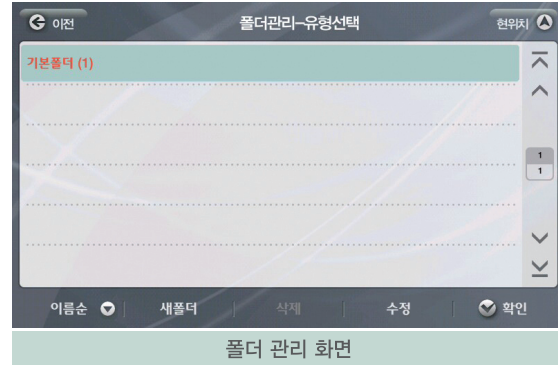 이전 폴더관리-유형선택 현위치
기본폴더 (1)
1
1
이름순 새폴더 삭제 수정 확인
폴더 관리 화면